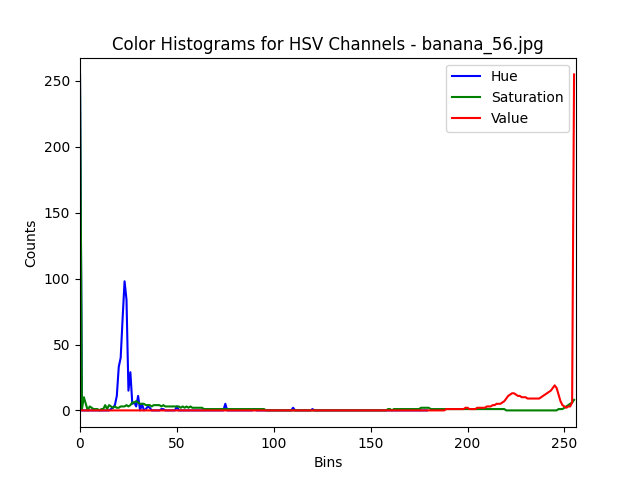 Color Histograms for HSV Channels - banana_56.jpg
Hue
Saturation
Value
Counts
250
200
150
100
50
0
0 50 100 150 200 250
Bins